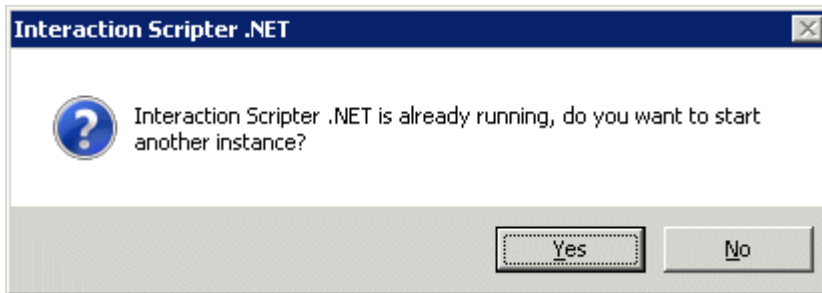 Interaction Scripter .NET
Interaction Scripter .NET is already running, do you want to start
another instance?
Yes
No